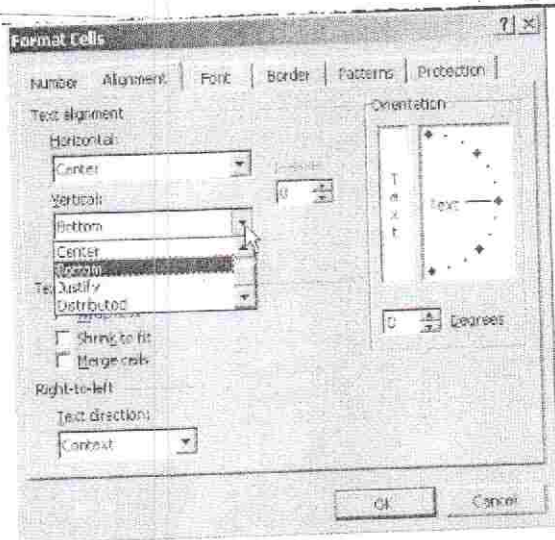 Format Cells
Number Alignment Font Border Patterns Protection
Text alignment
Horizontal:
Center
Vertical:
Bottom
Center
Bottom
Justify
Distributed
Shrink to fit
Merge cells
Right-to-left
Text direction:
Context
0
Orientation
Text
Text
0 Degrees
OK Cancel